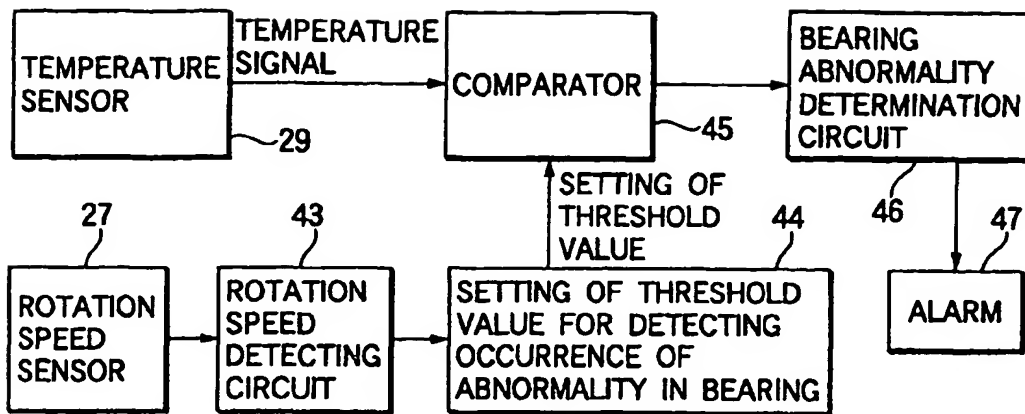 TEMPERATURE
SENSOR
29
TEMPERATURE
SIGNAL
COMPARATOR
45
BEARING
ABNORMALITY
DETERMINATION
CIRCUIT
46
SETTING OF
THRESHOLD
VALUE
27
ROTATION
SPEED
SENSOR
43
ROTATION
SPEED
DETECTING
CIRCUIT
44
SETTING OF THRESHOLD
VALUE FOR DETECTING
OCCURRENCE OF
ABNORMALITY IN BEARING
47
ALARM